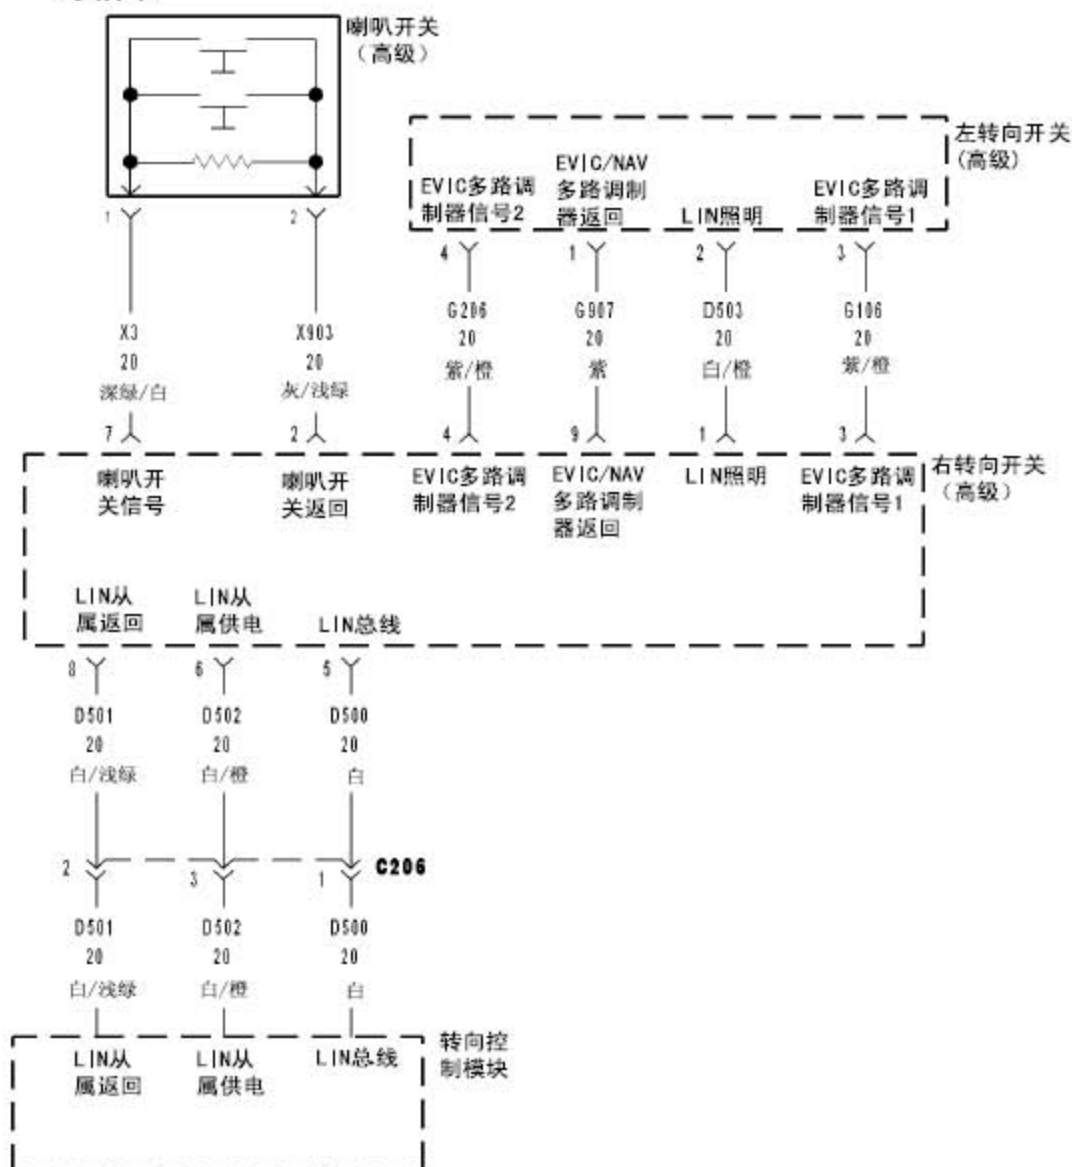 喇叭开关
（高级）
左转向开关
(高级)
EVIC多路调
制器信号2
EVIC/NAV
多路调制
器返回
LIN照明
EVIC多路调
制器信号1
1
2
4
1
2
3
X3
20
深绿/白
X903
20
灰/浅绿
G206
20
紫/橙
G907
20
紫
D503
20
白/橙
G106
20
紫/橙
7
2
4
9
1
3
右转向开关
（高级）
喇叭开
关信号
喇叭开
关返回
EVIC多路调
制器信号2
EVIC/NAV
多路调制
器返回
LIN照明
EVIC多路调
制器信号1
LIN从
属返回
LIN从
属供电
LIN总线
8
6
5
D501
20
白/浅绿
D502
20
白/橙
D500
20
白
2
3
1
C206
D501
20
白/浅绿
D502
20
白/橙
D500
20
白
转向控
制模块
LIN从
属返回
LIN从
属供电
LIN总线